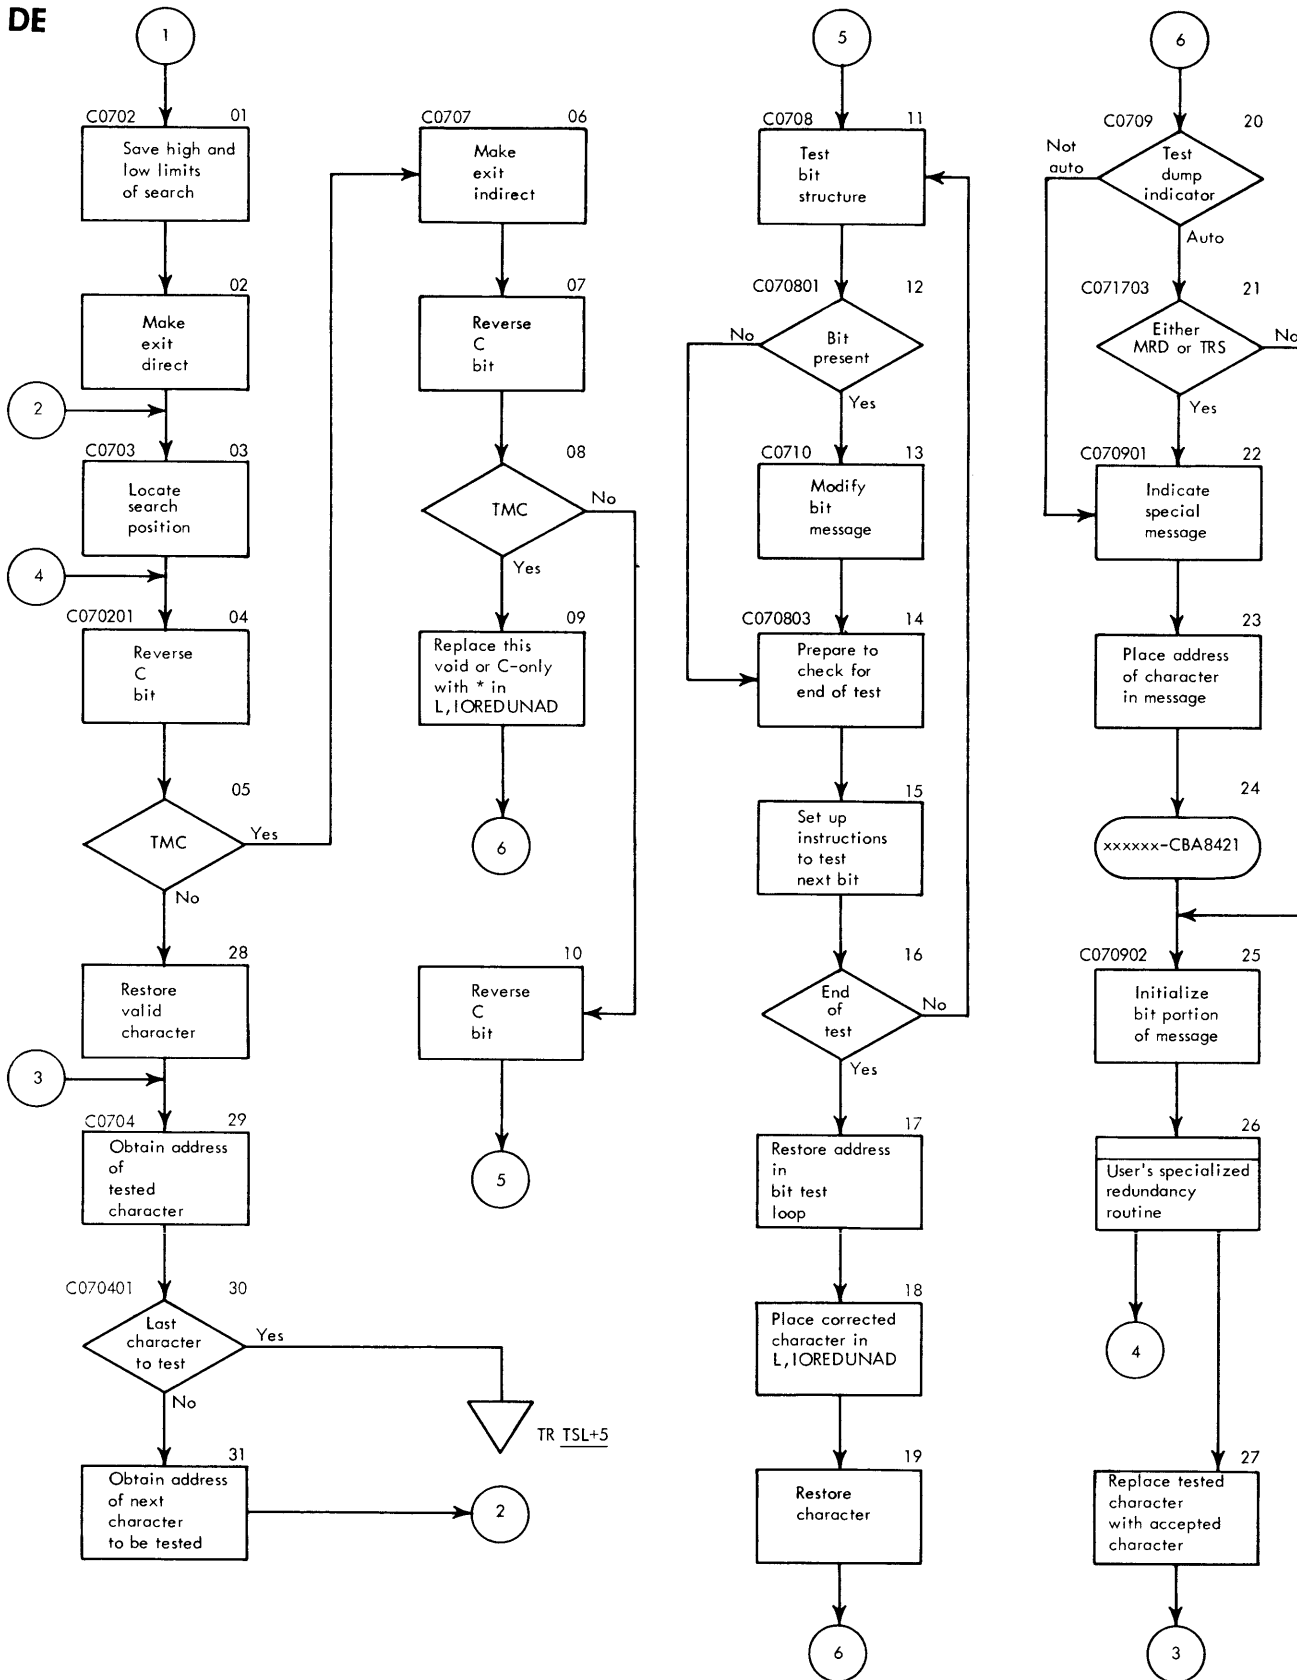 DE
1
C0702 01
Save high and
low limits
of search
02
Make
exit
direct
2
C0703 03
Locate
search
position
4
C070201 04
Reverse
C
bit
05
TMC
Yes
No
28
Restore
valid
character
3
C0704 29
Obtain address
of
tested
character
C070401 30
Last
character
to test
Yes
No
TR TSL+5
31
Obtain address
of next
character
to be tested
2
C0707 06
Make
exit
indirect
07
Reverse
C
bit
08
TMC
No
Yes
09
Replace this
void or C-only
with * in
L,IOREDUNAD
6
10
Reverse
C
bit
5
5
C0708 11
Test
bit
structure
C070801 12
No
Bit
present
Yes
C0710 13
Modify
bit
message
C070803 14
Prepare to
check for
end of test
15
Set up
instructions
to test
next bit
16
End
of
test
No
Yes
17
Restore address
in
bit test
loop
18
Place corrected
character in
L,IOREDUNAD
19
Restore
character
6
6
C0709 20
Not
auto
Test
dump
indicator
Auto
C071703 21
Either
MRD or TRS
No
Yes
C070901 22
Indicate
special
message
23
Place address
of character
in message
24
xxxxxx-CBA8421
C070902 25
Initialize
bit portion
of message
26
User's specialized
redundancy
routine
4
27
Replace tested
character
with accepted
character
3